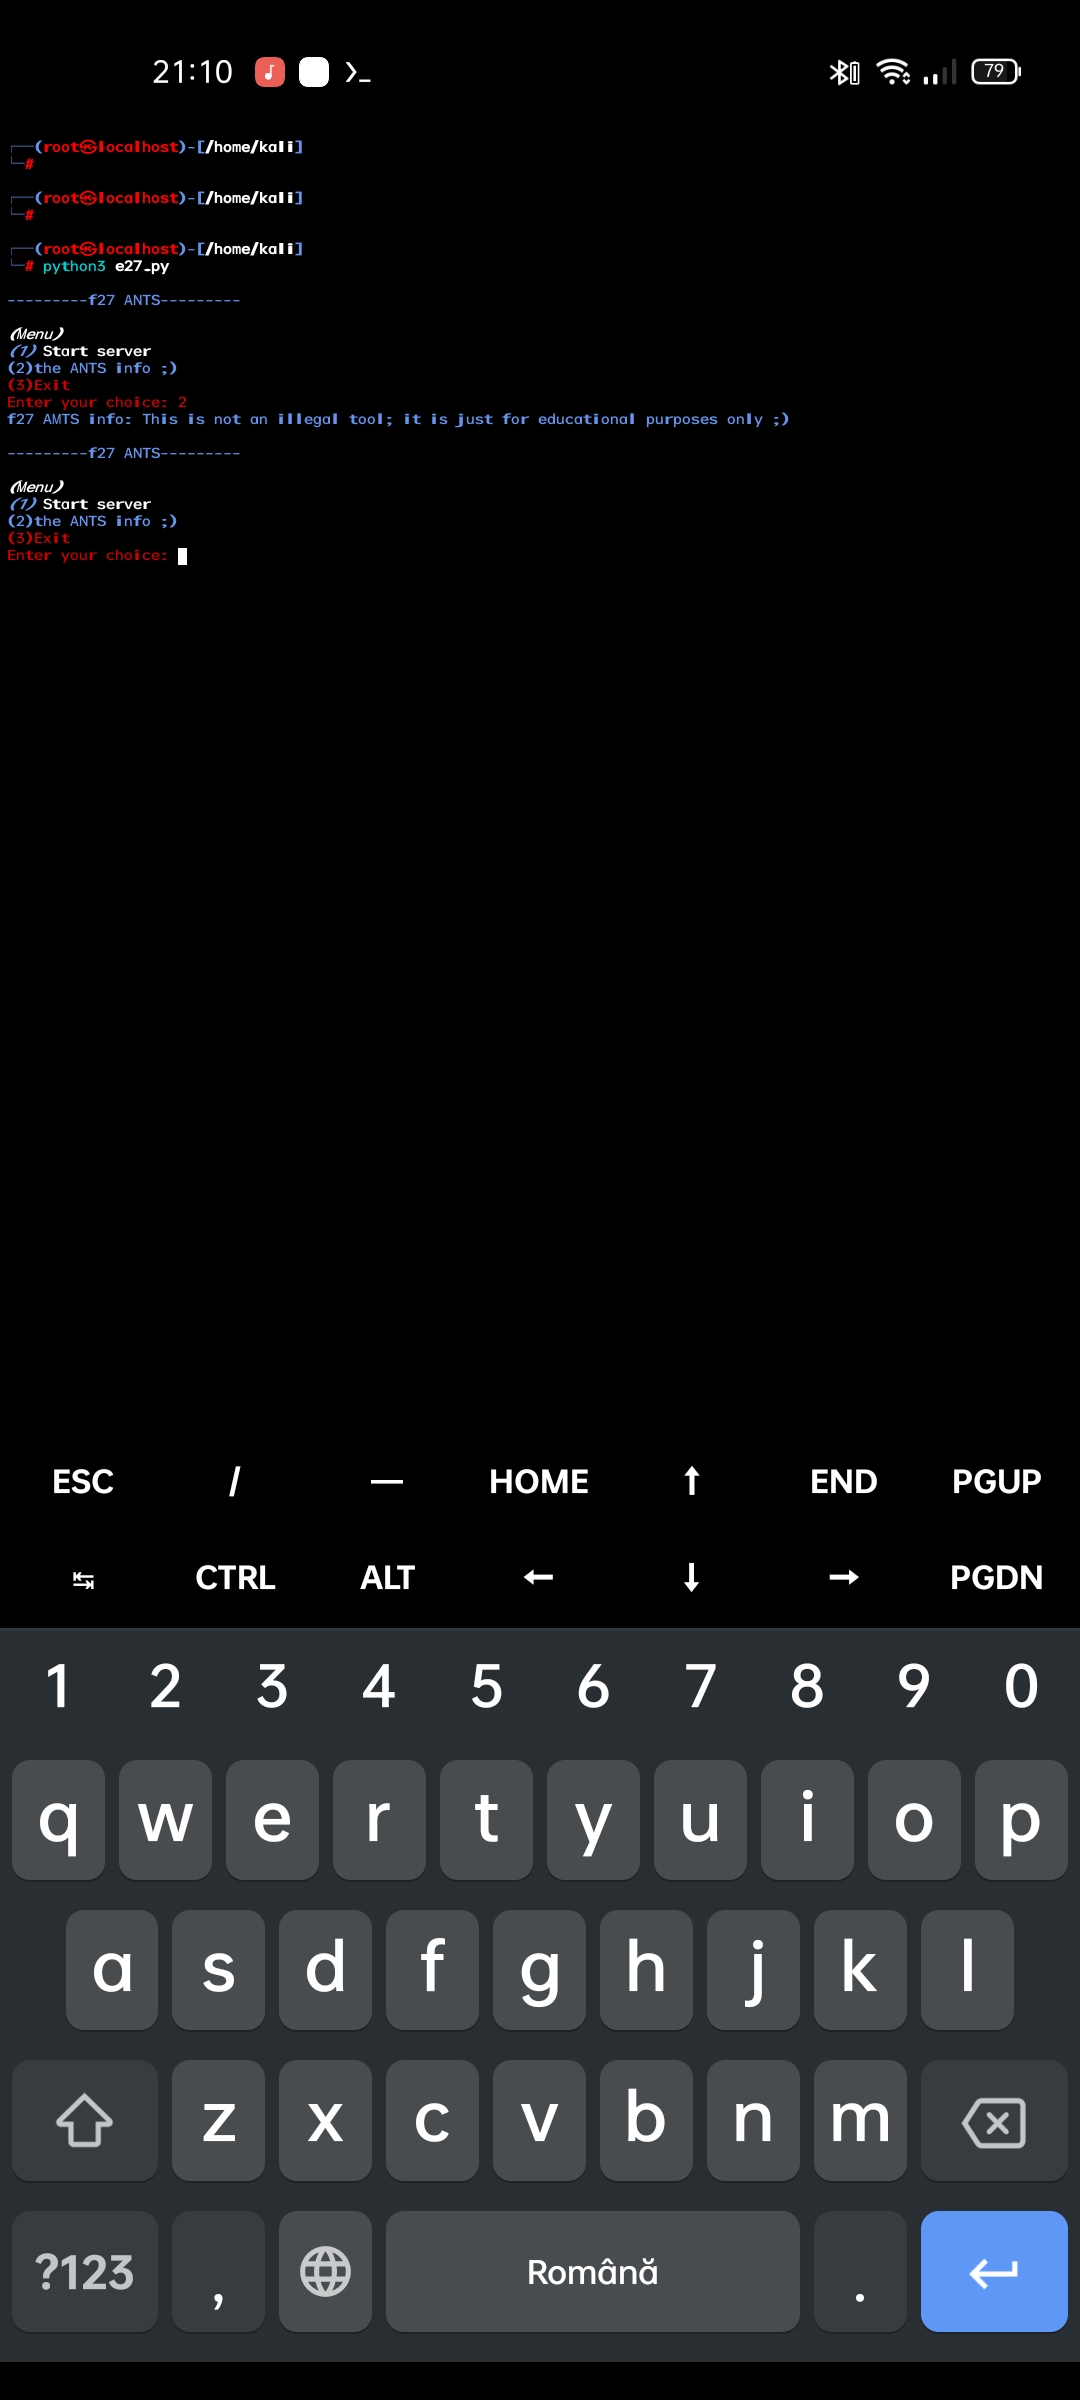 21:10 79
┌──(root㉿localhost)-[/home/kali]
└─#
┌──(root㉿localhost)-[/home/kali]
└─#
┌──(root㉿localhost)-[/home/kali]
└─# python3 e27.py
---------f27 ANTS---------
(Menu)
(1) Start server
(2)the ANTS info ;)
(3)Exit
Enter your choice: 2
f27 AMTS info: This is not an illegal tool; it is just for educational purposes only ;)
---------f27 ANTS---------
(Menu)
(1) Start server
(2)the ANTS info ;)
(3)Exit
Enter your choice:
ESC / — HOME ↑ END PGUP
↹ CTRL ALT ← ↓ → PGDN
1 2 3 4 5 6 7 8 9 0
q w e r t y u i o p
a s d f g h j k l
z x c v b n m
?123 , Română .